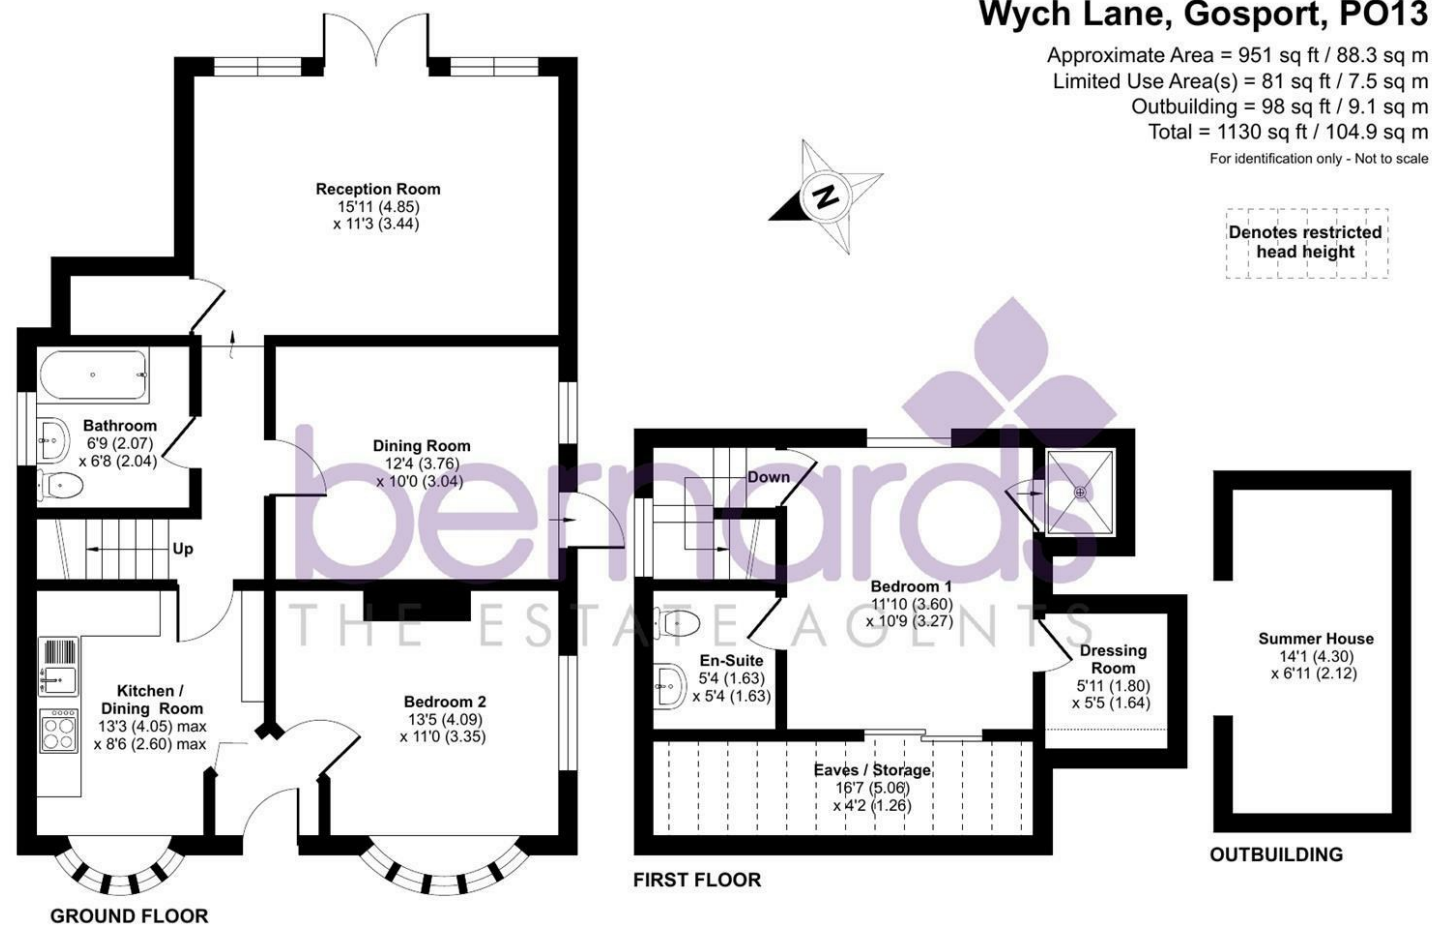 Wych Lane, Gosport, PO13
Approximate Area = 951 sq ft / 88.3 sq m
Limited Use Area(s) = 81 sq ft / 7.5 sq m
Outbuilding = 98 sq ft / 9.1 sq m
Total = 1130 sq ft / 104.9 sq m
For identification only - Not to scale
Denotes restricted
head height
N
Reception Room
15'11 (4.85)
x 11'3 (3.44)
Bathroom
6'9 (2.07)
x 6'8 (2.04)
Dining Room
12'4 (3.76)
x 10'0 (3.04)
Up
Kitchen /
Dining Room
13'3 (4.05) max
x 8'6 (2.60) max
Bedroom 2
13'5 (4.09)
x 11'0 (3.35)
GROUND FLOOR
bernards
THE ESTATE AGENTS
Down
Bedroom 1
11'10 (3.60)
x 10'9 (3.27)
En-Suite
5'4 (1.63)
x 5'4 (1.63)
Dressing
Room
5'11 (1.80)
x 5'5 (1.64)
Eaves / Storage
16'7 (5.06)
x 4'2 (1.26)
FIRST FLOOR
Summer House
14'1 (4.30)
x 6'11 (2.12)
OUTBUILDING